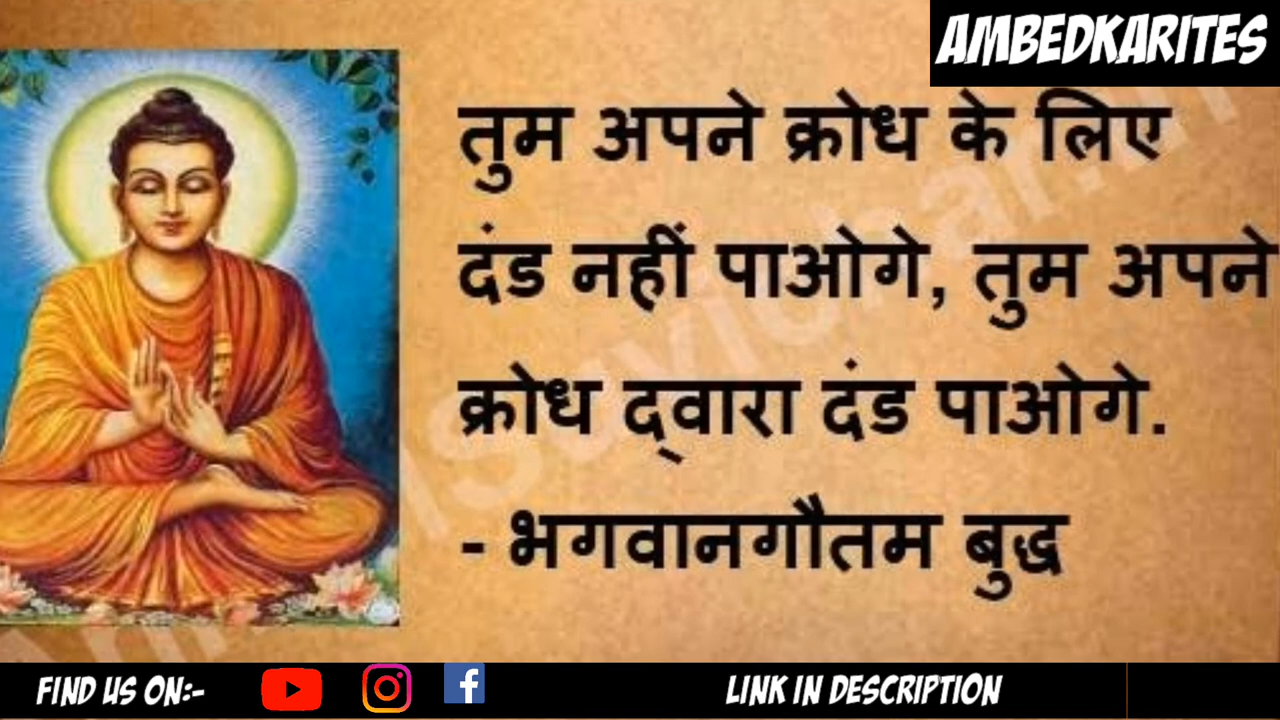 AMBEDKARITES
तुम अपने क्रोध के लिए
दंड नहीं पाओगे, तुम अपने
क्रोध द्‌वारा दंड पाओगे.
- भगवानगौतम बुद्ध
FIND US ON:-
LINK IN DESCRIPTION